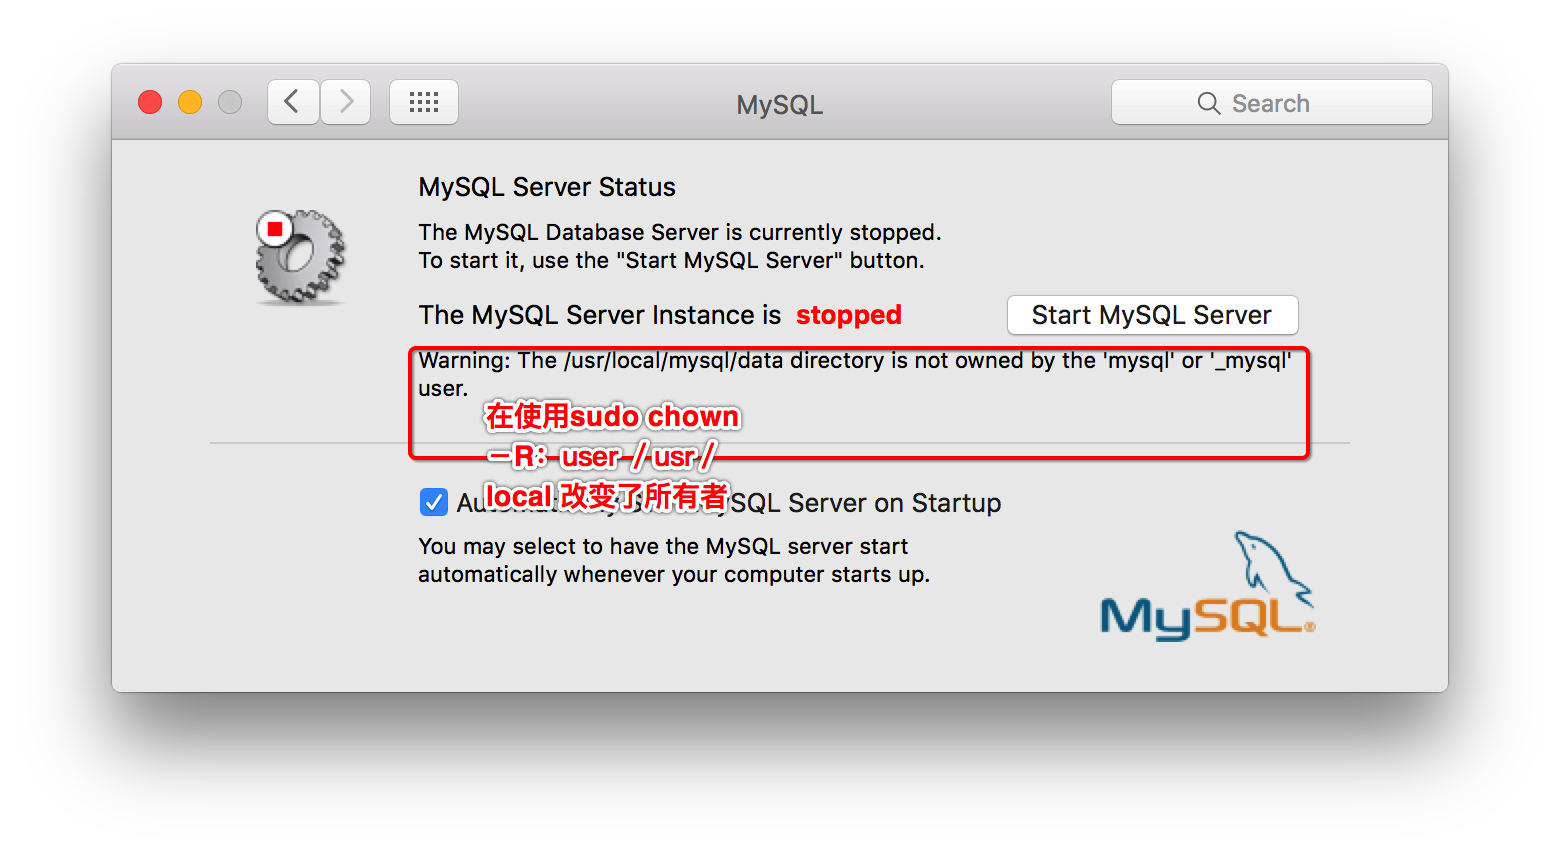 MySQL
Search
MySQL Server Status
The MySQL Database Server is currently stopped.
To start it, use the "Start MySQL Server" button.
The MySQL Server Instance is stopped
Start MySQL Server
Warning: The /usr/local/mysql/data directory is not owned by the 'mysql' or '_mysql'
user.
在使用sudo chown
－R： user ／usr／
local 改变了所有者
SQL Server on Startup
You may select to have the MySQL server start
automatically whenever your computer starts up.
MySQL®